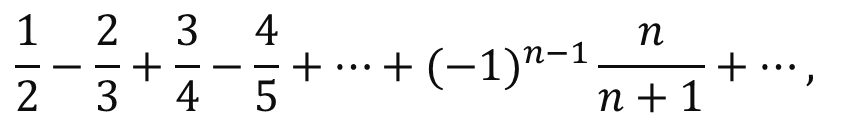 1/2 − 2/3 + 3/4 − 4/5 + ⋯ + (−1)ⁿ⁻¹ n/(n + 1) + ⋯ ,